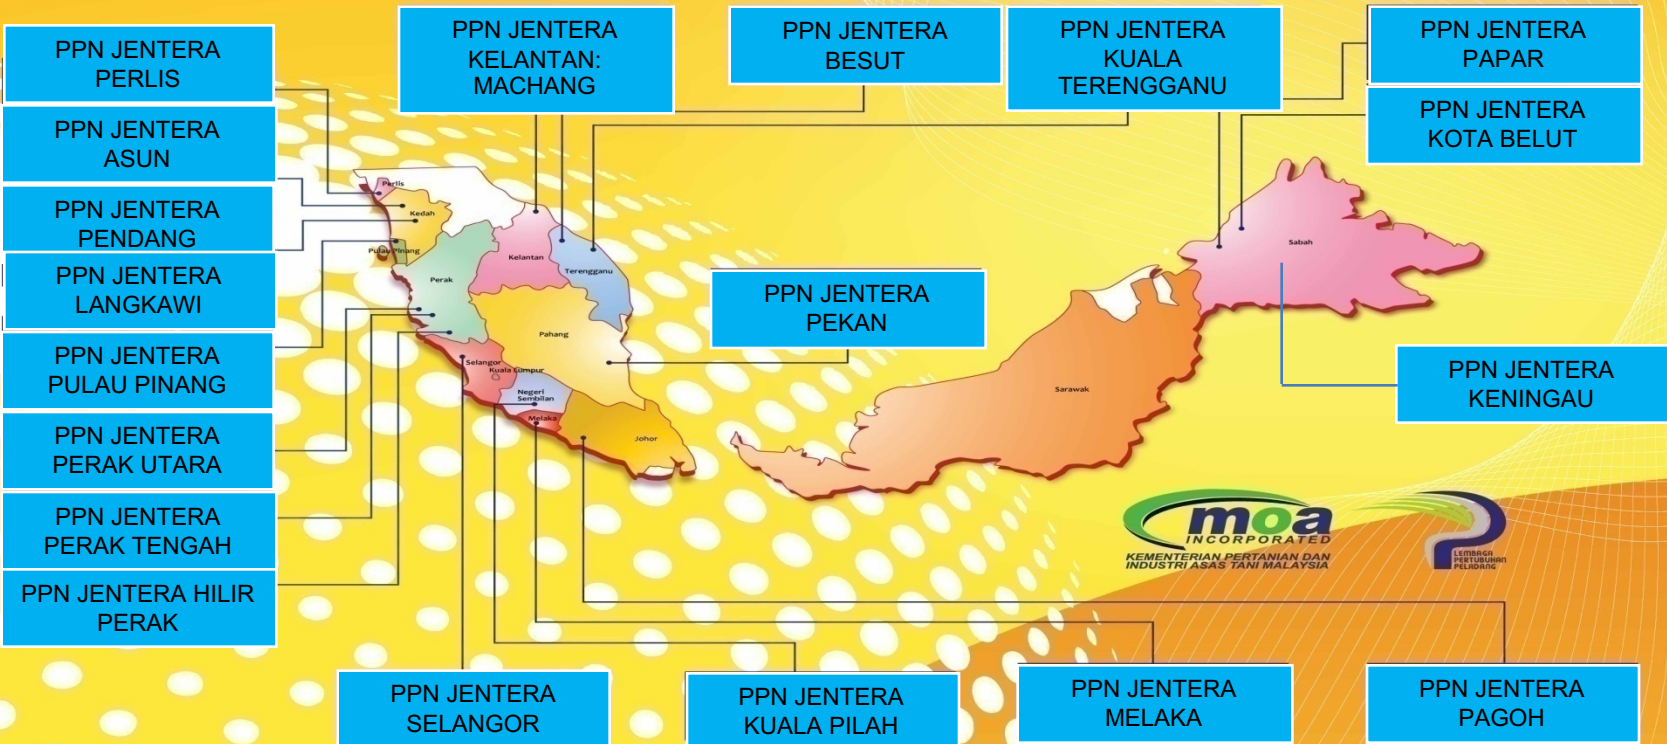 PPN JENTERA
PERLIS
PPN JENTERA
ASUN
PPN JENTERA
PENDANG
PPN JENTERA
LANGKAWI
PPN JENTERA
PULAU PINANG
PPN JENTERA
PERAK UTARA
PPN JENTERA
PERAK TENGAH
PPN JENTERA HILIR
PERAK
PPN JENTERA
KELANTAN:
MACHANG
PPN JENTERA
BESUT
PPN JENTERA
KUALA
TERENGGANU
PPN JENTERA
PAPAR
PPN JENTERA
KOTA BELUT
Perlis
Kedah
Pulau Pinang
Perak
Kelantan
Terengganu
Pahang
Selangor
Kuala Lumpur
Negeri
Sembilan
Melaka
Johor
PPN JENTERA
PEKAN
Sabah
Sarawak
PPN JENTERA
KENINGAU
moa
INCORPORATED
KEMENTERIAN PERTANIAN DAN
INDUSTRI ASAS TANI MALAYSIA
LEMBAGA
PERTUBUHAN
PELADANG
PPN JENTERA
SELANGOR
PPN JENTERA
KUALA PILAH
PPN JENTERA
MELAKA
PPN JENTERA
PAGOH